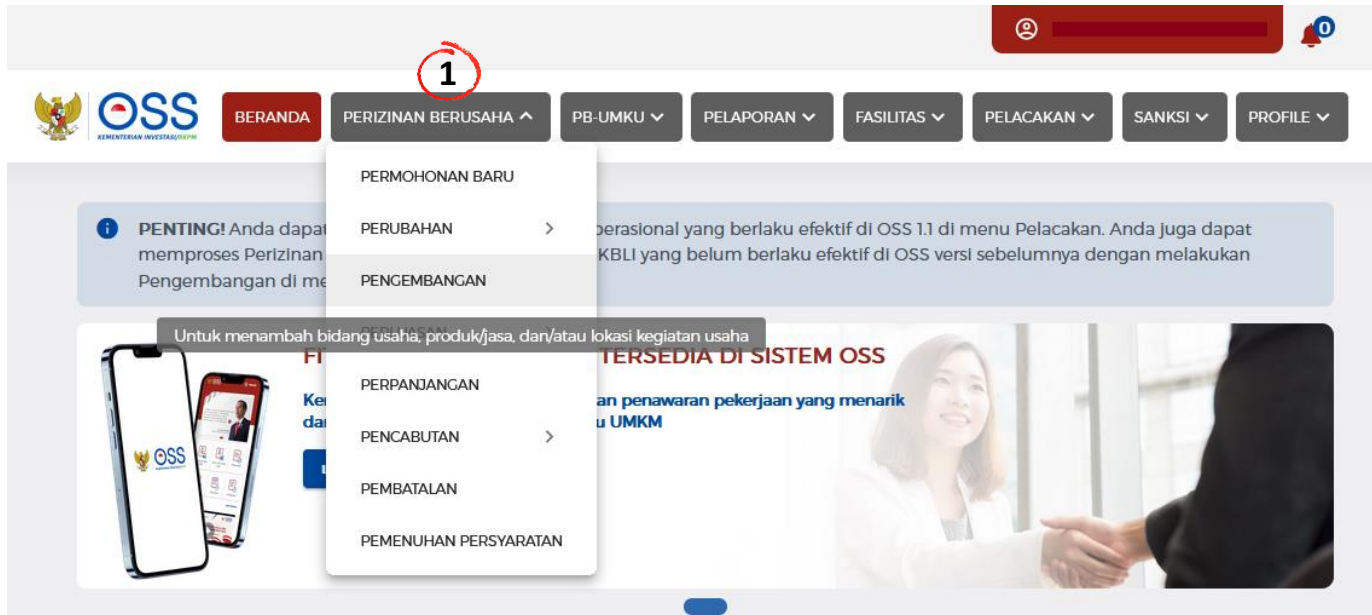 0
1
OSS
KEMENTERIAN INVESTASI/BKPM
BERANDA
PERIZINAN BERUSAHA
PB-UMKU
PELAPORAN
FASILITAS
PELACAKAN
SANKSI
PROFILE
PERMOHONAN BARU
PERUBAHAN
PENGEMBANGAN
PERLUASAN
PERPANJANGAN
PENCABUTAN
PEMBATALAN
PEMENUHAN PERSYARATAN
PENTING! Anda dapat perasional yang berlaku efektif di OSS 1.1 di menu Pelacakan. Anda juga dapat
memproses Perizinan KBLI yang belum berlaku efektif di OSS versi sebelumnya dengan melakukan
Pengembangan di me
Untuk menambah bidang usaha, produk/jasa, dan/atau lokasi kegiatan usaha
FI TERSEDIA DI SISTEM OSS
Ke an penawaran pekerjaan yang menarik
da u UMKM
OSS